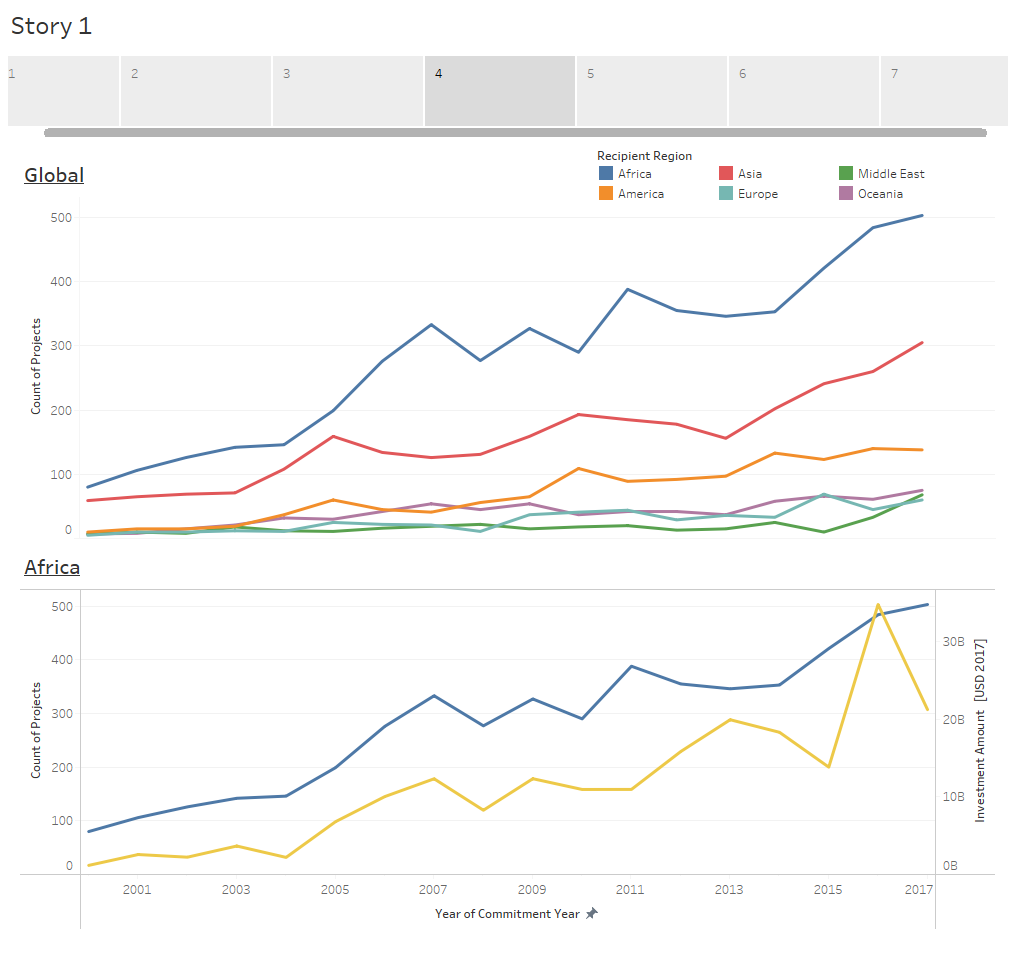 Story 1
1 2 3 4 5 6 7
Global
Recipient Region
Africa Asia Middle East
America Europe Oceania
500
400
300
200
100
0
Count of Projects
Africa
500
400
300
200
100
0
Count of Projects
30B
20B
10B
0B
Investment Amount [USD 2017]
2001 2003 2005 2007 2009 2011 2013 2015 2017
Year of Commitment Year